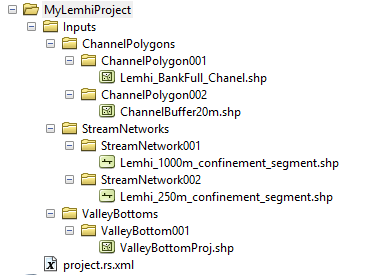 MyLemhiProject
Inputs
ChannelPolygons
ChannelPolygon001
Lemhi_BankFull_Chanel.shp
ChannelPolygon002
ChannelBuffer20m.shp
StreamNetworks
StreamNetwork001
Lemhi_1000m_confinement_segment.shp
StreamNetwork002
Lemhi_250m_confinement_segment.shp
ValleyBottoms
ValleyBottom001
ValleyBottomProj.shp
project.rs.xml